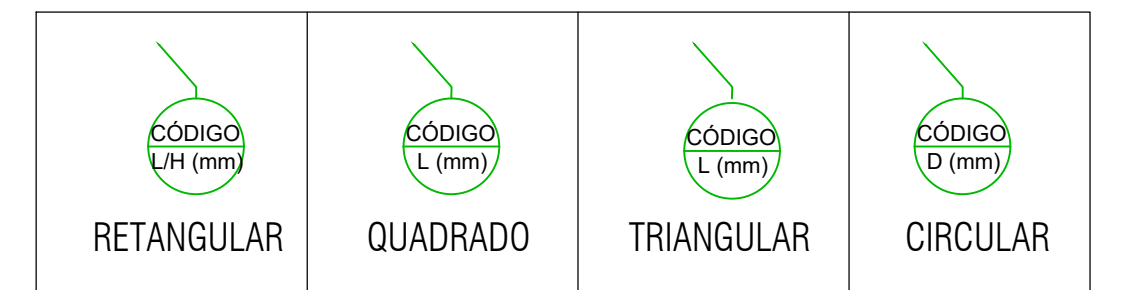 CÓDIGO
L/H (mm)
RETANGULAR
CÓDIGO
L (mm)
QUADRADO
CÓDIGO
L (mm)
TRIANGULAR
CÓDIGO
D (mm)
CIRCULAR